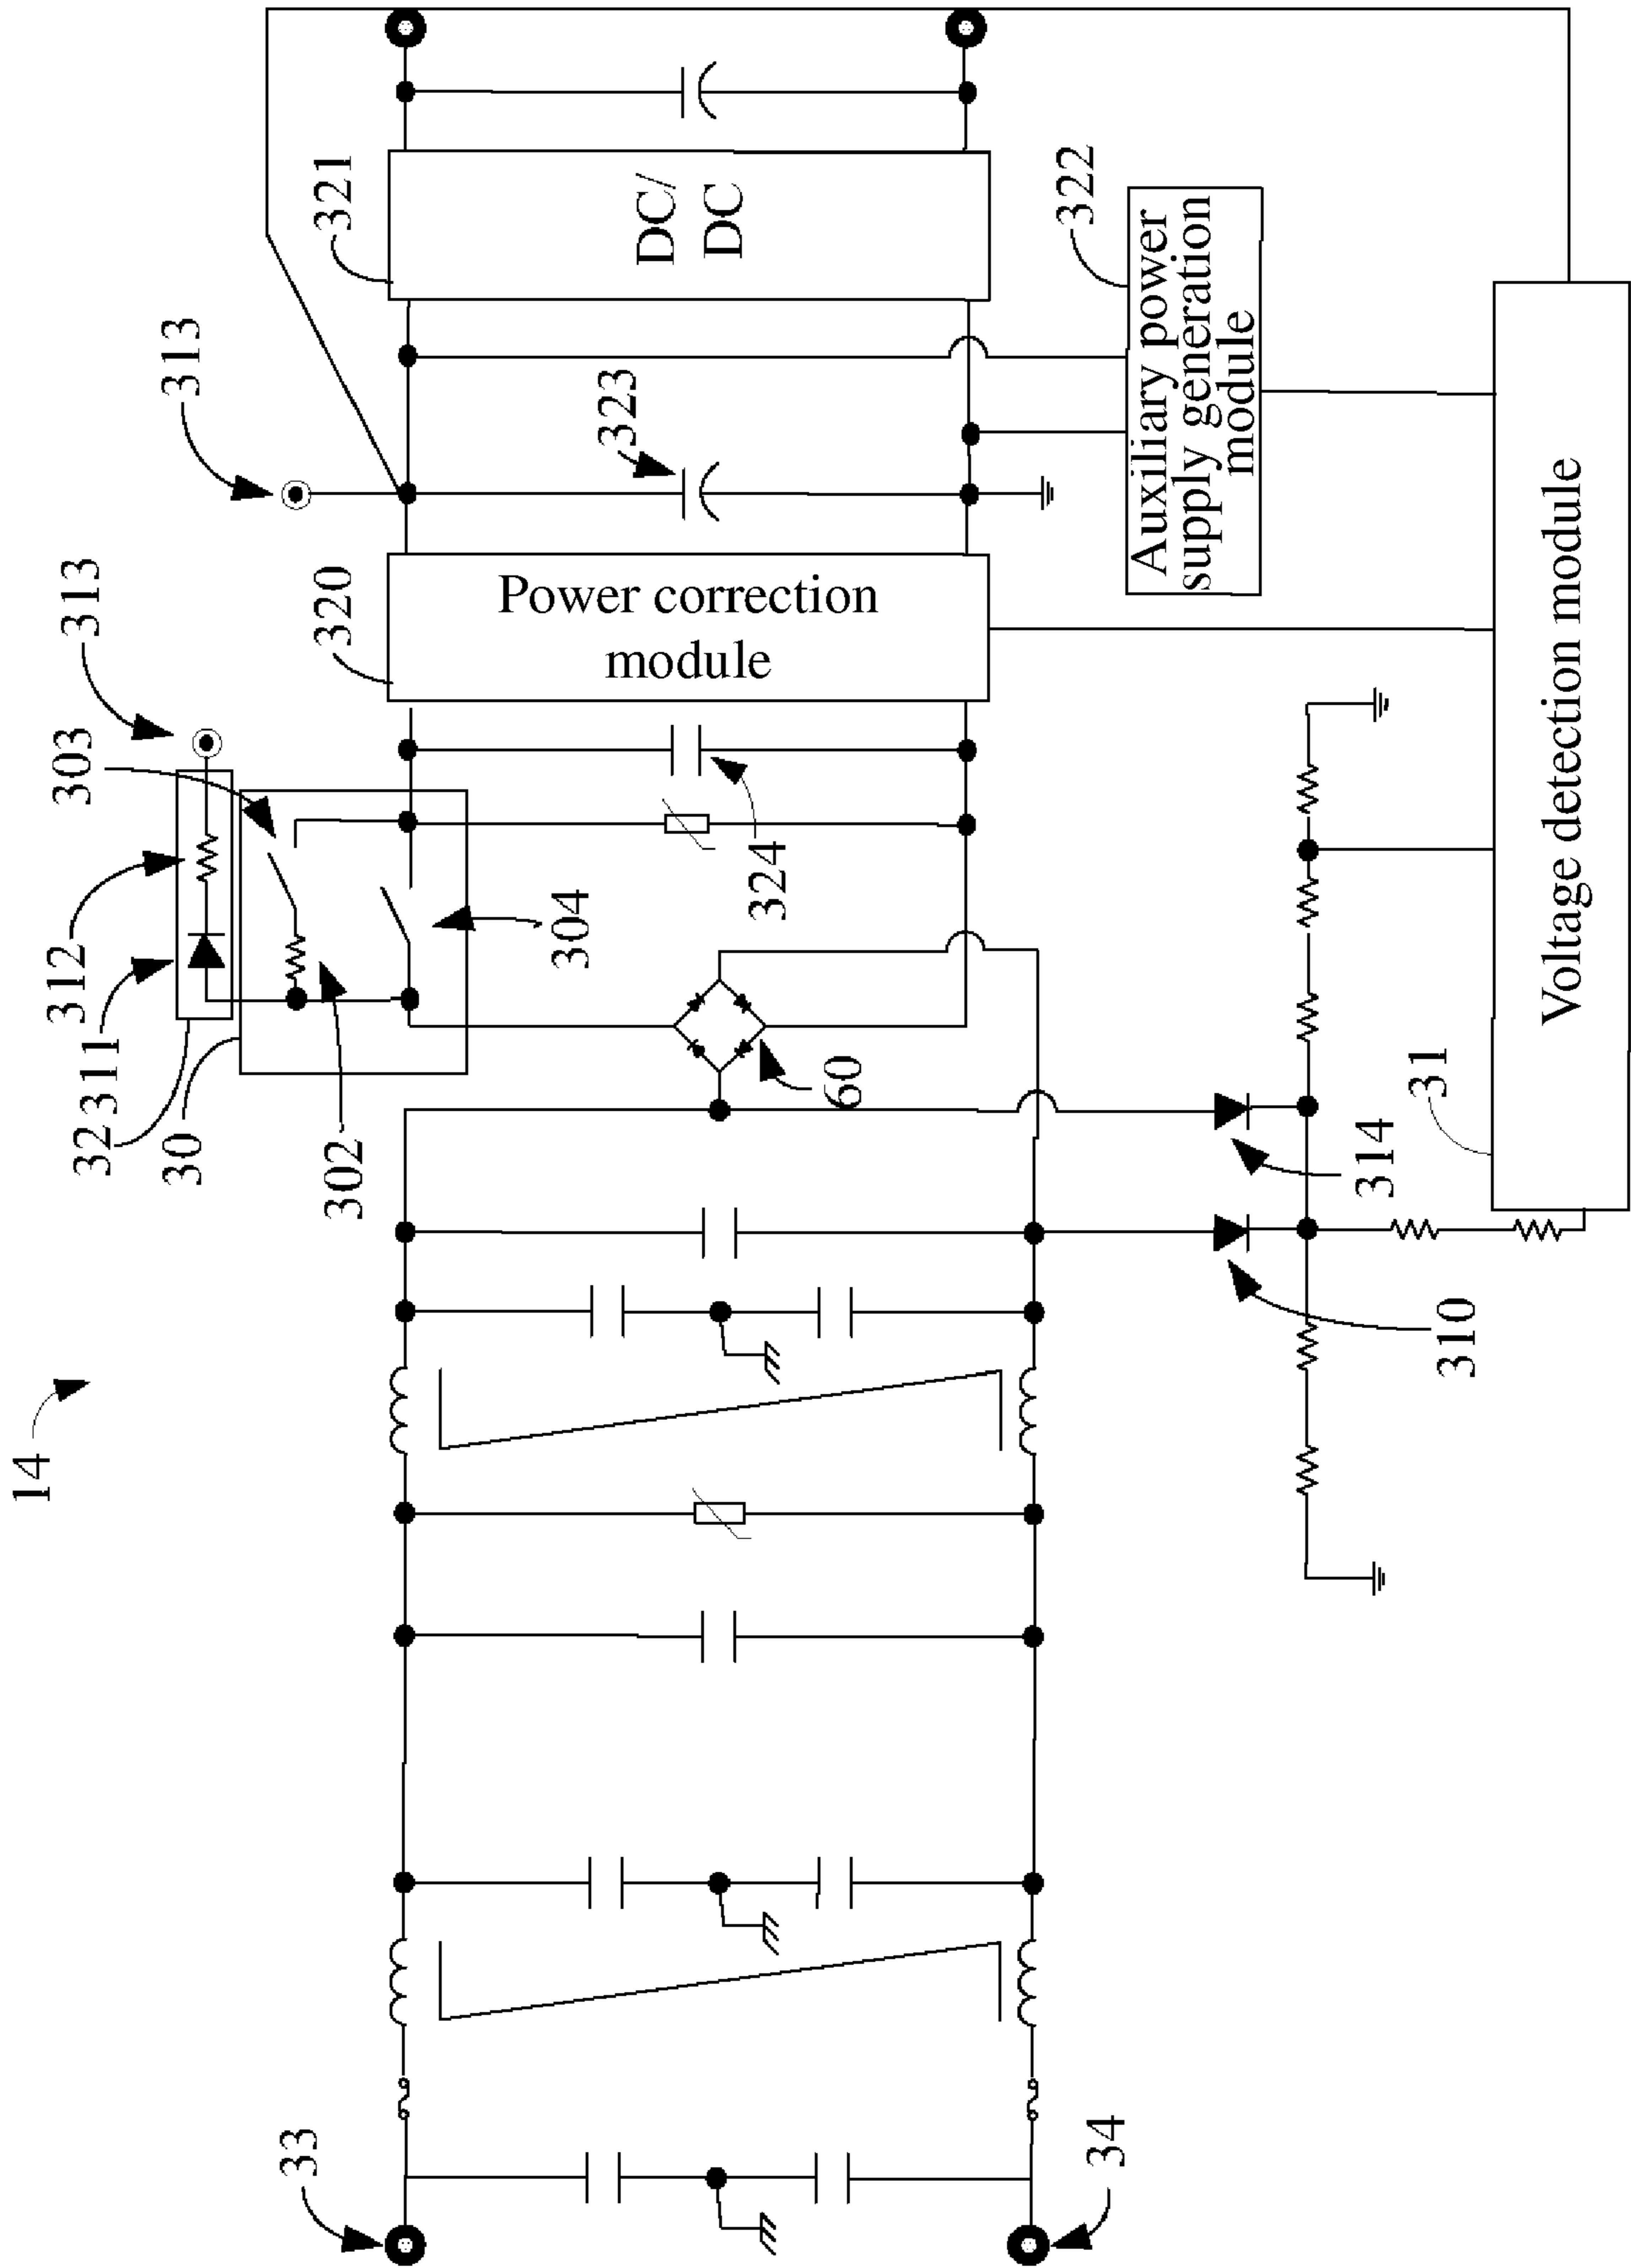 14
33
34
32
311
312
313
30
302
303
304
60
324
320
Power correction
module
313
323
321
DC/
DC
322
Auxiliary power
supply generation
module
310
314
31
Voltage detection module